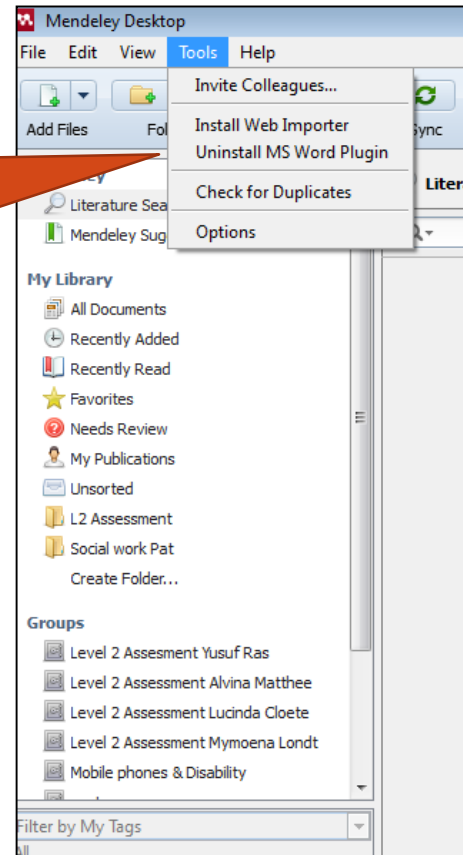 Mendeley Desktop
File Edit View Tools Help
Invite Colleagues...
Install Web Importer
Uninstall MS Word Plugin
Check for Duplicates
Options
Add Files
Sync
Literature Sea
Mendeley Sug
My Library
All Documents
Recently Added
Recently Read
Favorites
Needs Review
My Publications
Unsorted
L2 Assessment
Social work Pat
Create Folder...
Groups
Level 2 Assesment Yusuf Ras
Level 2 Assessment Alvina Matthee
Level 2 Assessment Lucinda Cloete
Level 2 Assessment Mymoena Londt
Mobile phones & Disability
Filter by My Tags
All